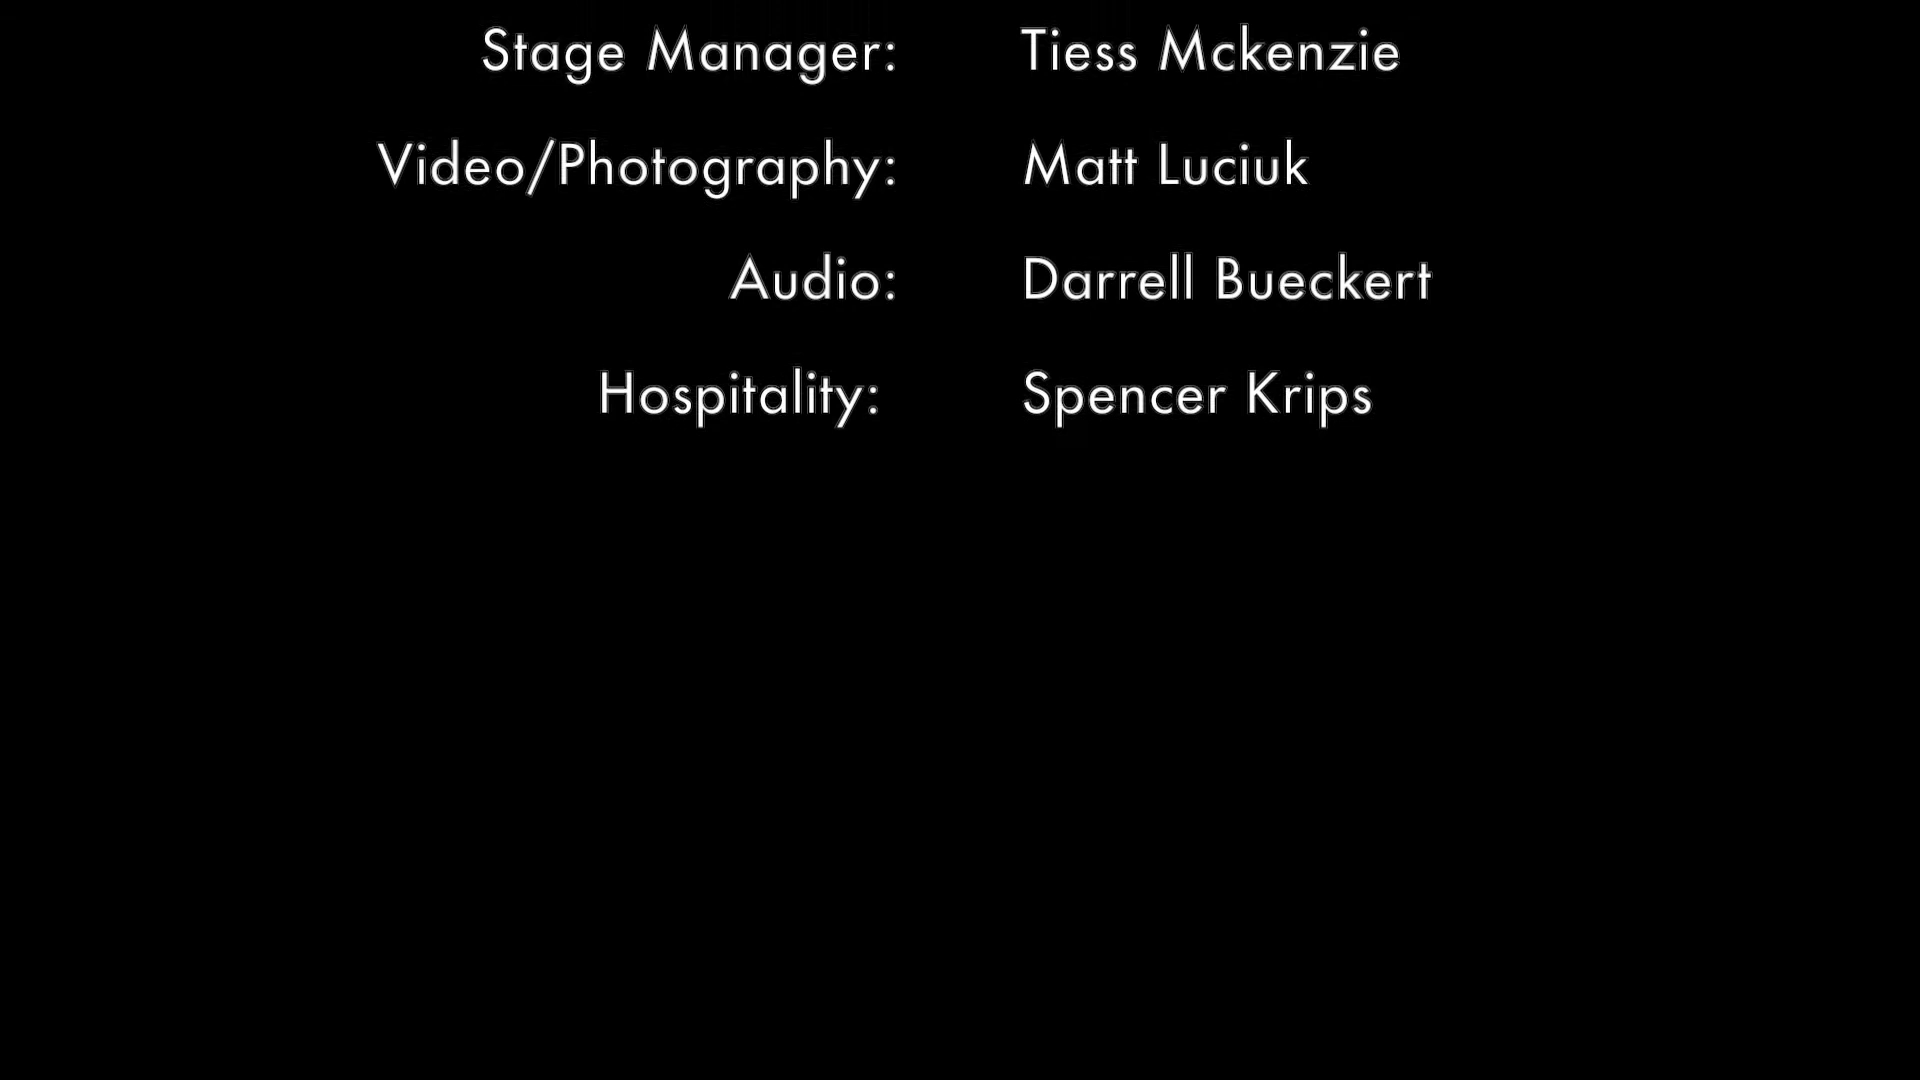 Stage Manager: Tiess Mckenzie
Video/Photography: Matt Luciuk
Audio: Darrell Bueckert
Hospitality: Spencer Krips